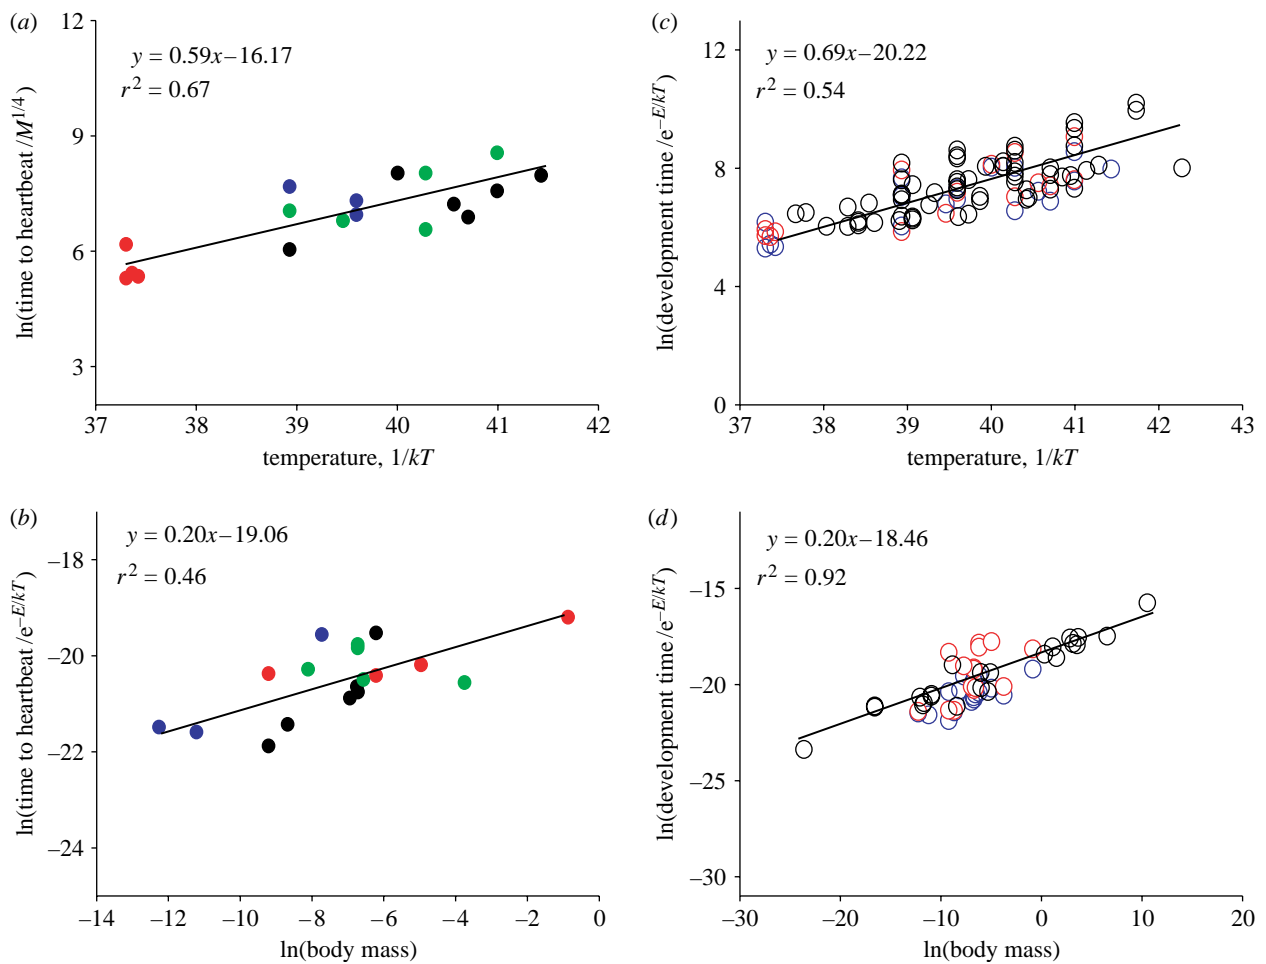 (a)
12
9
6
3
y = 0.59x–16.17
r² = 0.67
ln(time to heartbeat /M^1/4)
37 38 39 40 41 42
temperature, 1/kT
(c)
12
8
4
0
y = 0.69x–20.22
r² = 0.54
ln(development time /e^–E/kT)
37 38 39 40 41 42 43
temperature, 1/kT
(b)
–18
–20
–22
–24
y = 0.20x–19.06
r² = 0.46
ln(time to heartbeat /e^–E/kT)
–14 –12 –10 –8 –6 –4 –2 0
ln(body mass)
(d)
–15
–20
–25
–30
y = 0.20x–18.46
r² = 0.92
ln(development time /e^–E/kT)
–30 –20 –10 0 10 20
ln(body mass)